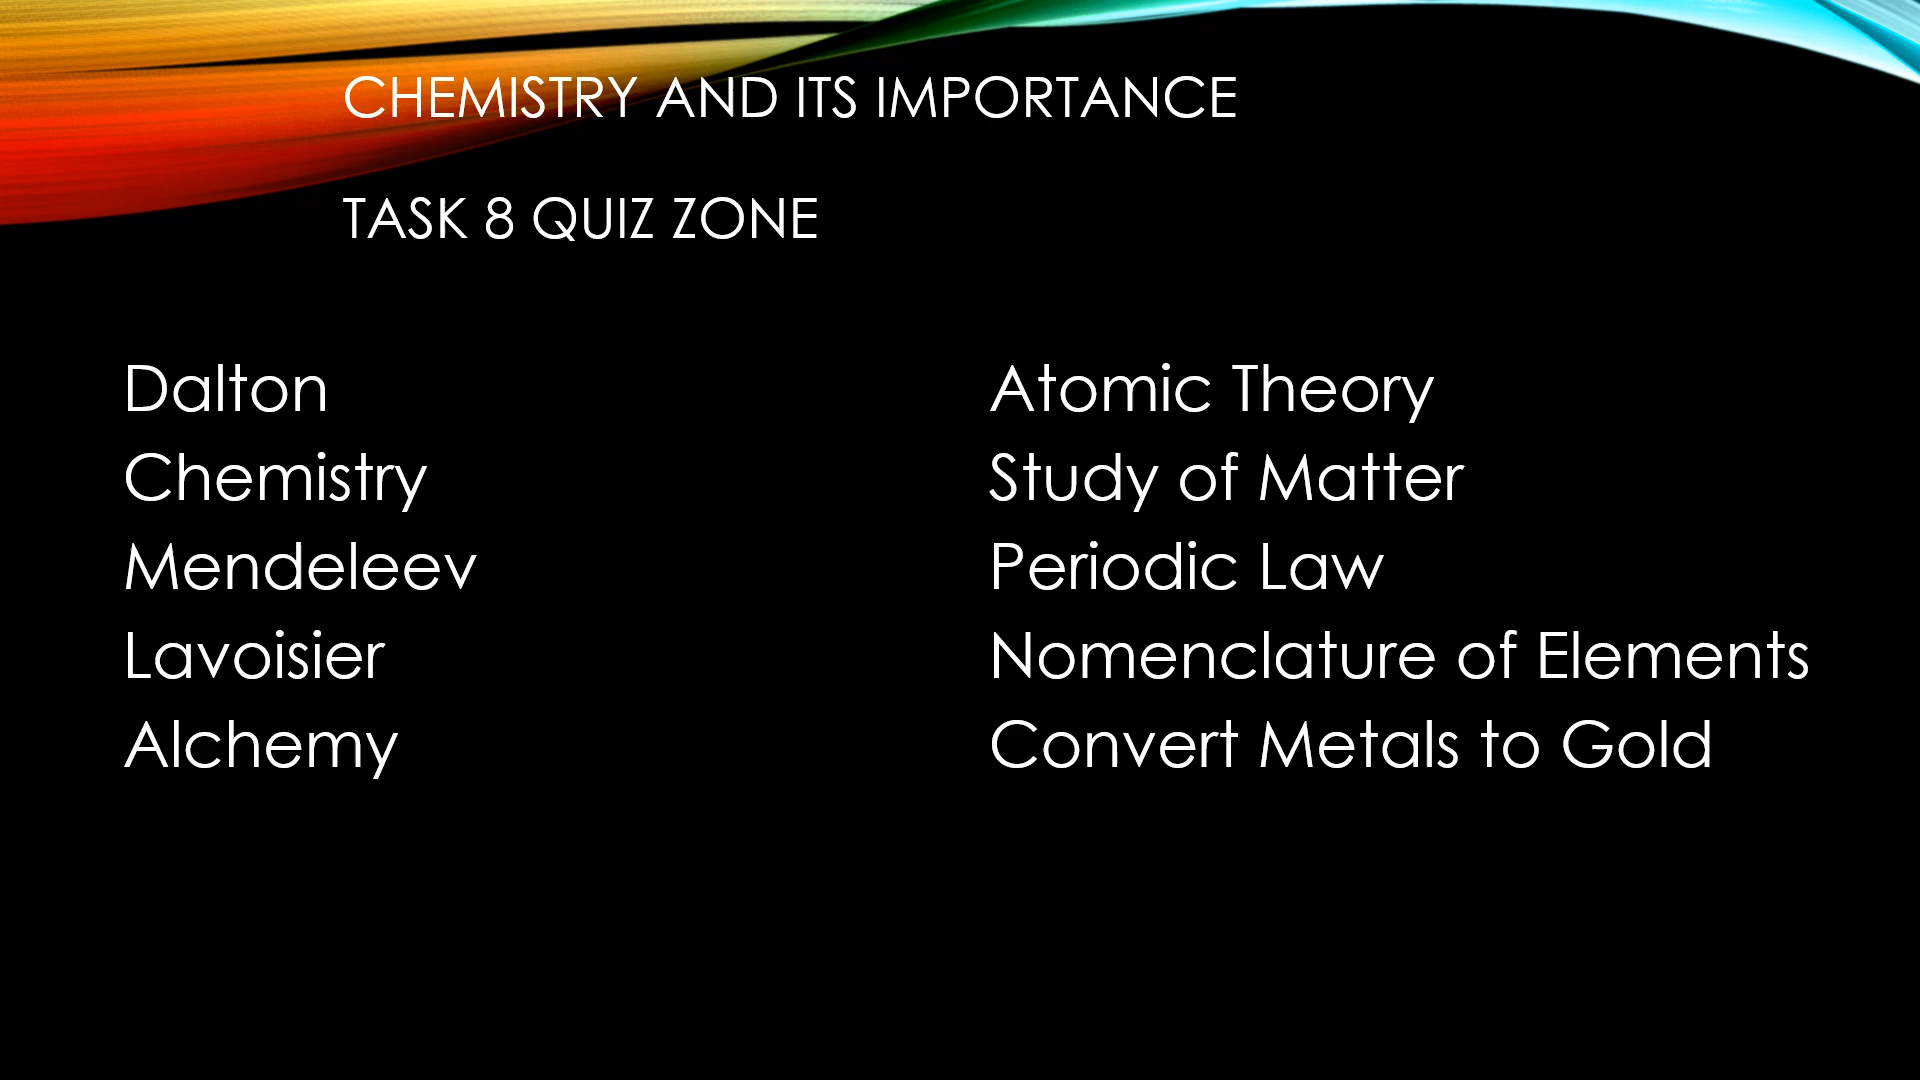 CHEMISTRY AND ITS IMPORTANCE
TASK 8 QUIZ ZONE
Dalton
Chemistry
Mendeleev
Lavoisier
Alchemy
Atomic Theory
Study of Matter
Periodic Law
Nomenclature of Elements
Convert Metals to Gold